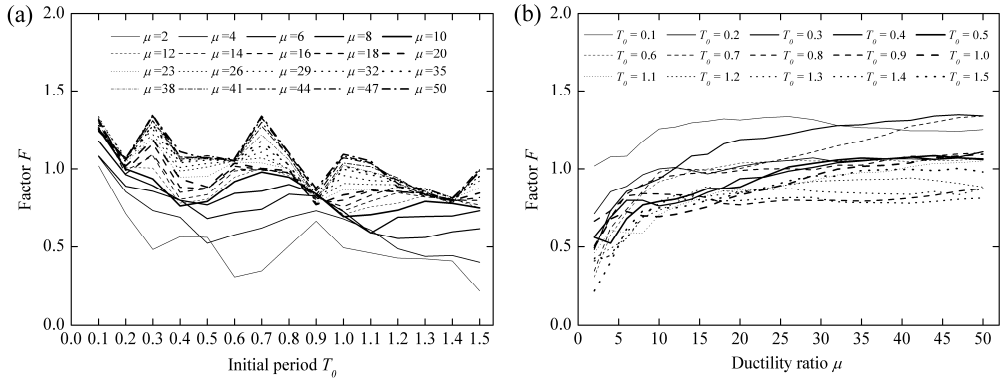 (a)
2.0
1.5
1.0
0.5
0.0
Factor F
μ=2 μ=4 μ=6 μ=8 μ=10
μ=12 μ=14 μ=16 μ=18 μ=20
μ=23 μ=26 μ=29 μ=32 μ=35
μ=38 μ=41 μ=44 μ=47 μ=50
0.0 0.1 0.2 0.3 0.4 0.5 0.6 0.7 0.8 0.9 1.0 1.1 1.2 1.3 1.4 1.5
Initial period T₀
(b)
2.0
1.5
1.0
0.5
0.0
Factor F
T₀ = 0.1 T₀ = 0.2 T₀ = 0.3 T₀ = 0.4 T₀ = 0.5
T₀ = 0.6 T₀ = 0.7 T₀ = 0.8 T₀ = 0.9 T₀ = 1.0
T₀ = 1.1 T₀ = 1.2 T₀ = 1.3 T₀ = 1.4 T₀ = 1.5
0 5 10 15 20 25 30 35 40 45 50
Ductility ratio μ